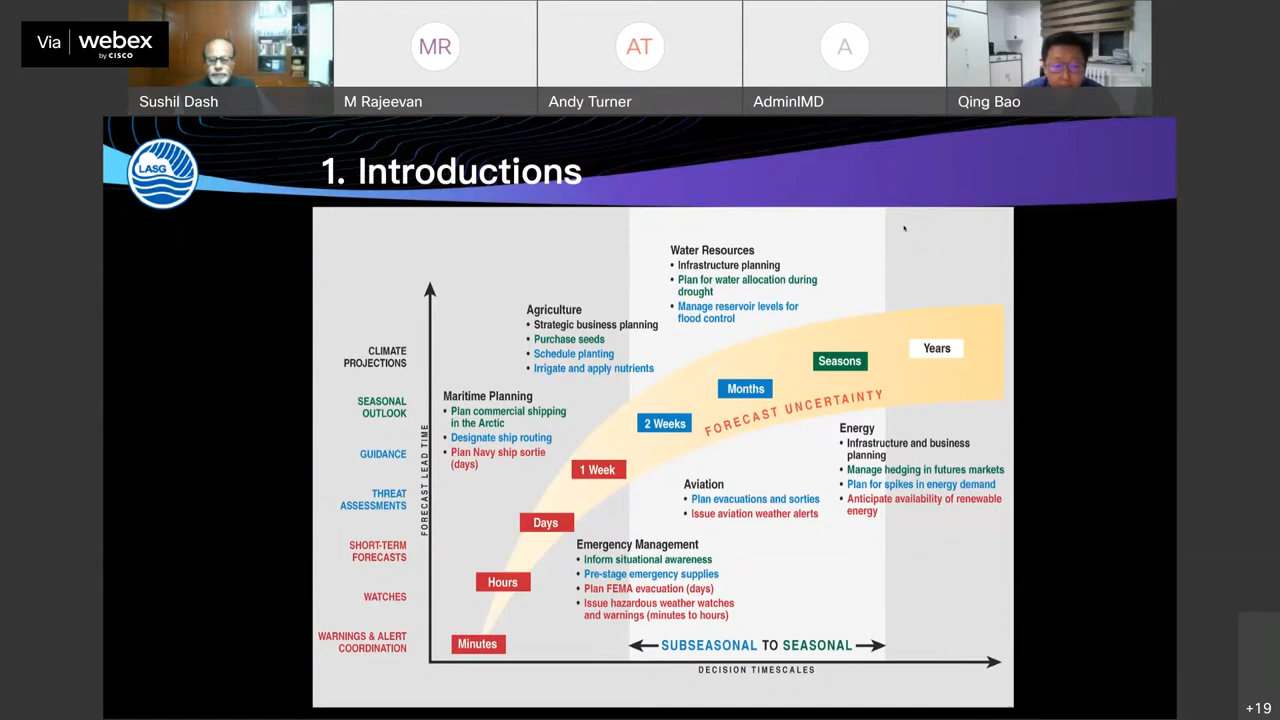 Via
webex
by CISCO
MR
AT
A
Sushil Dash
M Rajeevan
Andy Turner
AdminIMD
Qing Bao
LASG
1. Introductions
Water Resources
• Infrastructure planning
• Plan for water allocation during
drought
• Manage reservoir levels for
flood control
Agriculture
• Strategic business planning
• Purchase seeds
• Schedule planting
• Irrigate and apply nutrients
Maritime Planning
• Plan commercial shipping
in the Arctic
• Designate ship routing
• Plan Navy ship sortie
(days)
CLIMATE
PROJECTIONS
SEASONAL
OUTLOOK
GUIDANCE
THREAT
ASSESSMENTS
SHORT-TERM
FORECASTS
WATCHES
WARNINGS & ALERT
COORDINATION
FORECAST LEAD TIME
Years
Seasons
Months
2 Weeks
1 Week
Days
Hours
Minutes
FORECAST UNCERTAINTY
Energy
• Infrastructure and business
planning
• Manage hedging in futures markets
• Plan for spikes in energy demand
• Anticipate availability of renewable
energy
Aviation
• Plan evacuations and sorties
• Issue aviation weather alerts
Emergency Management
• Inform situational awareness
• Pre-stage emergency supplies
• Plan FEMA evacuation (days)
• Issue hazardous weather watches
and warnings (minutes to hours)
SUBSEASONAL TO SEASONAL
DECISION TIMESCALES
+19